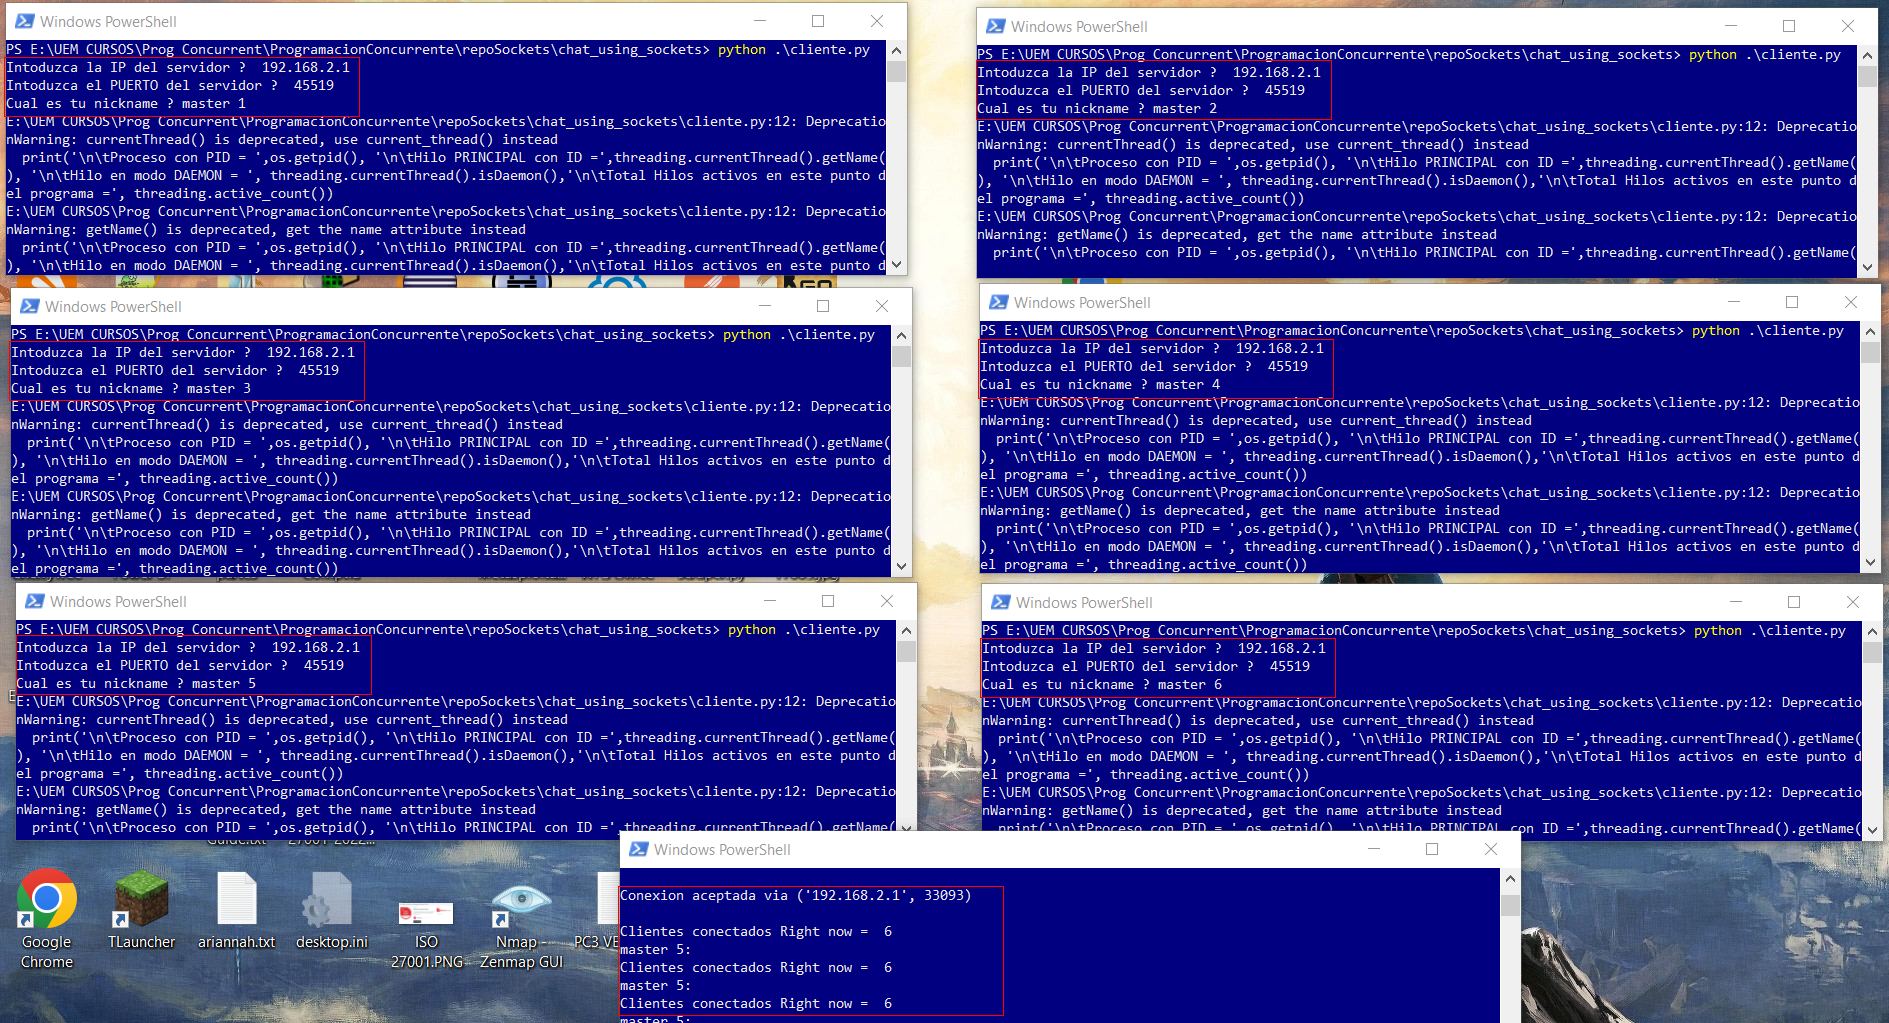 Windows PowerShell
PS E:\UEM CURSOS\Prog Concurrent\ProgramacionConcurrente\repoSockets\chat_using_sockets> python .\cliente.py
Intoduzca la IP del servidor ?  192.168.2.1
Intoduzca el PUERTO del servidor ?  45519
Cual es tu nickname ? master 1
E:\UEM CURSOS\Prog Concurrent\ProgramacionConcurrente\repoSockets\chat_using_sockets\cliente.py:12: Deprecatio
nWarning: currentThread() is deprecated, use current_thread() instead
  print('\n\tProceso con PID = ',os.getpid(), '\n\tHilo PRINCIPAL con ID =',threading.currentThread().getName(
), '\n\tHilo en modo DAEMON = ', threading.currentThread().isDaemon(),'\n\tTotal Hilos activos en este punto d
el programa =', threading.active_count())
E:\UEM CURSOS\Prog Concurrent\ProgramacionConcurrente\repoSockets\chat_using_sockets\cliente.py:12: Deprecatio
nWarning: getName() is deprecated, get the name attribute instead
  print('\n\tProceso con PID = ',os.getpid(), '\n\tHilo PRINCIPAL con ID =',threading.currentThread().getName(
), '\n\tHilo en modo DAEMON = ', threading.currentThread().isDaemon(),'\n\tTotal Hilos activos en este punto d
Windows PowerShell
PS E:\UEM CURSOS\Prog Concurrent\ProgramacionConcurrente\repoSockets\chat_using_sockets> python .\cliente.py
Intoduzca la IP del servidor ?  192.168.2.1
Intoduzca el PUERTO del servidor ?  45519
Cual es tu nickname ? master 2
E:\UEM CURSOS\Prog Concurrent\ProgramacionConcurrente\repoSockets\chat_using_sockets\cliente.py:12: Deprecatio
nWarning: currentThread() is deprecated, use current_thread() instead
  print('\n\tProceso con PID = ',os.getpid(), '\n\tHilo PRINCIPAL con ID =',threading.currentThread().getName(
), '\n\tHilo en modo DAEMON = ', threading.currentThread().isDaemon(),'\n\tTotal Hilos activos en este punto d
el programa =', threading.active_count())
E:\UEM CURSOS\Prog Concurrent\ProgramacionConcurrente\repoSockets\chat_using_sockets\cliente.py:12: Deprecatio
nWarning: getName() is deprecated, get the name attribute instead
  print('\n\tProceso con PID = ',os.getpid(), '\n\tHilo PRINCIPAL con ID =',threading.currentThread().getName(
Windows PowerShell
PS E:\UEM CURSOS\Prog Concurrent\ProgramacionConcurrente\repoSockets\chat_using_sockets> python .\cliente.py
Intoduzca la IP del servidor ?  192.168.2.1
Intoduzca el PUERTO del servidor ?  45519
Cual es tu nickname ? master 3
E:\UEM CURSOS\Prog Concurrent\ProgramacionConcurrente\repoSockets\chat_using_sockets\cliente.py:12: Deprecatio
nWarning: currentThread() is deprecated, use current_thread() instead
  print('\n\tProceso con PID = ',os.getpid(), '\n\tHilo PRINCIPAL con ID =',threading.currentThread().getName(
), '\n\tHilo en modo DAEMON = ', threading.currentThread().isDaemon(),'\n\tTotal Hilos activos en este punto d
el programa =', threading.active_count())
E:\UEM CURSOS\Prog Concurrent\ProgramacionConcurrente\repoSockets\chat_using_sockets\cliente.py:12: Deprecatio
nWarning: getName() is deprecated, get the name attribute instead
  print('\n\tProceso con PID = ',os.getpid(), '\n\tHilo PRINCIPAL con ID =',threading.currentThread().getName(
), '\n\tHilo en modo DAEMON = ', threading.currentThread().isDaemon(),'\n\tTotal Hilos activos en este punto d
el programa =', threading.active_count())
Windows PowerShell
PS E:\UEM CURSOS\Prog Concurrent\ProgramacionConcurrente\repoSockets\chat_using_sockets> python .\cliente.py
Intoduzca la IP del servidor ?  192.168.2.1
Intoduzca el PUERTO del servidor ?  45519
Cual es tu nickname ? master 4
E:\UEM CURSOS\Prog Concurrent\ProgramacionConcurrente\repoSockets\chat_using_sockets\cliente.py:12: Deprecatio
nWarning: currentThread() is deprecated, use current_thread() instead
  print('\n\tProceso con PID = ',os.getpid(), '\n\tHilo PRINCIPAL con ID =',threading.currentThread().getName(
), '\n\tHilo en modo DAEMON = ', threading.currentThread().isDaemon(),'\n\tTotal Hilos activos en este punto d
el programa =', threading.active_count())
E:\UEM CURSOS\Prog Concurrent\ProgramacionConcurrente\repoSockets\chat_using_sockets\cliente.py:12: Deprecatio
nWarning: getName() is deprecated, get the name attribute instead
  print('\n\tProceso con PID = ',os.getpid(), '\n\tHilo PRINCIPAL con ID =',threading.currentThread().getName(
), '\n\tHilo en modo DAEMON = ', threading.currentThread().isDaemon(),'\n\tTotal Hilos activos en este punto d
el programa =', threading.active_count())
Windows PowerShell
PS E:\UEM CURSOS\Prog Concurrent\ProgramacionConcurrente\repoSockets\chat_using_sockets> python .\cliente.py
Intoduzca la IP del servidor ?  192.168.2.1
Intoduzca el PUERTO del servidor ?  45519
Cual es tu nickname ? master 5
E:\UEM CURSOS\Prog Concurrent\ProgramacionConcurrente\repoSockets\chat_using_sockets\cliente.py:12: Deprecatio
nWarning: currentThread() is deprecated, use current_thread() instead
  print('\n\tProceso con PID = ',os.getpid(), '\n\tHilo PRINCIPAL con ID =',threading.currentThread().getName(
), '\n\tHilo en modo DAEMON = ', threading.currentThread().isDaemon(),'\n\tTotal Hilos activos en este punto d
el programa =', threading.active_count())
E:\UEM CURSOS\Prog Concurrent\ProgramacionConcurrente\repoSockets\chat_using_sockets\cliente.py:12: Deprecatio
nWarning: getName() is deprecated, get the name attribute instead
  print('\n\tProceso con PID = ',os.getpid(), '\n\tHilo PRINCIPAL con ID =',threading.currentThread().getName(
Windows PowerShell
PS E:\UEM CURSOS\Prog Concurrent\ProgramacionConcurrente\repoSockets\chat_using_sockets> python .\cliente.py
Intoduzca la IP del servidor ?  192.168.2.1
Intoduzca el PUERTO del servidor ?  45519
Cual es tu nickname ? master 6
E:\UEM CURSOS\Prog Concurrent\ProgramacionConcurrente\repoSockets\chat_using_sockets\cliente.py:12: Deprecatio
nWarning: currentThread() is deprecated, use current_thread() instead
  print('\n\tProceso con PID = ',os.getpid(), '\n\tHilo PRINCIPAL con ID =',threading.currentThread().getName(
), '\n\tHilo en modo DAEMON = ', threading.currentThread().isDaemon(),'\n\tTotal Hilos activos en este punto d
el programa =', threading.active_count())
E:\UEM CURSOS\Prog Concurrent\ProgramacionConcurrente\repoSockets\chat_using_sockets\cliente.py:12: Deprecatio
nWarning: getName() is deprecated, get the name attribute instead
  print('\n\tProceso con PID = ',os.getpid(), '\n\tHilo PRINCIPAL con ID =',threading.currentThread().getName(
Windows PowerShell
Conexion aceptada via ('192.168.2.1', 33093)
Clientes conectados Right now =  6
master 5:
Clientes conectados Right now =  6
master 5:
Clientes conectados Right now =  6
master 5:
Google
Chrome
TLauncher
ariannah.txt
desktop.ini
ISO
27001.PNG
Nmap -
Zenmap GUI
PC3